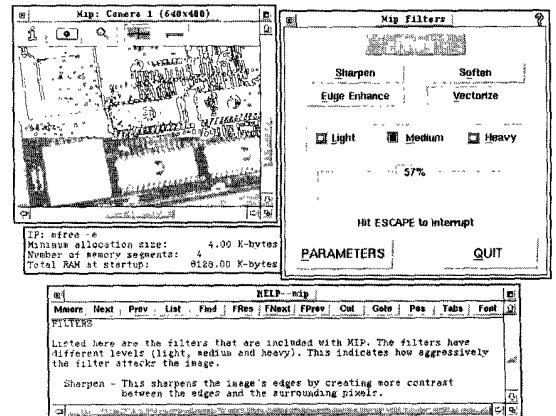 Mip: Camera 1 (640x480)
IP: mfree -e
Minimum allocation size: 4.00 K-bytes
Number of memory segments: 4
Total RAM at startup: 8128.00 K-bytes
Mip Filters
Sharpen Soften
Edge Enhance Vectorize
Light Medium Heavy
57%
Hit ESCAPE to interrupt
PARAMETERS QUIT
HELP--mip
Mmore Next Prev List Find FRes FNext FPrev Cut Goto Pos Tabs Font
FILTERS
Listed here are the filters that are included with MIP. The filters have
different levels (light, medium and heavy). This indicates how aggressively
the filter attacks the image.
Sharpen - This sharpens the image's edges by creating more contrast
between the edges and the surrounding pixels.